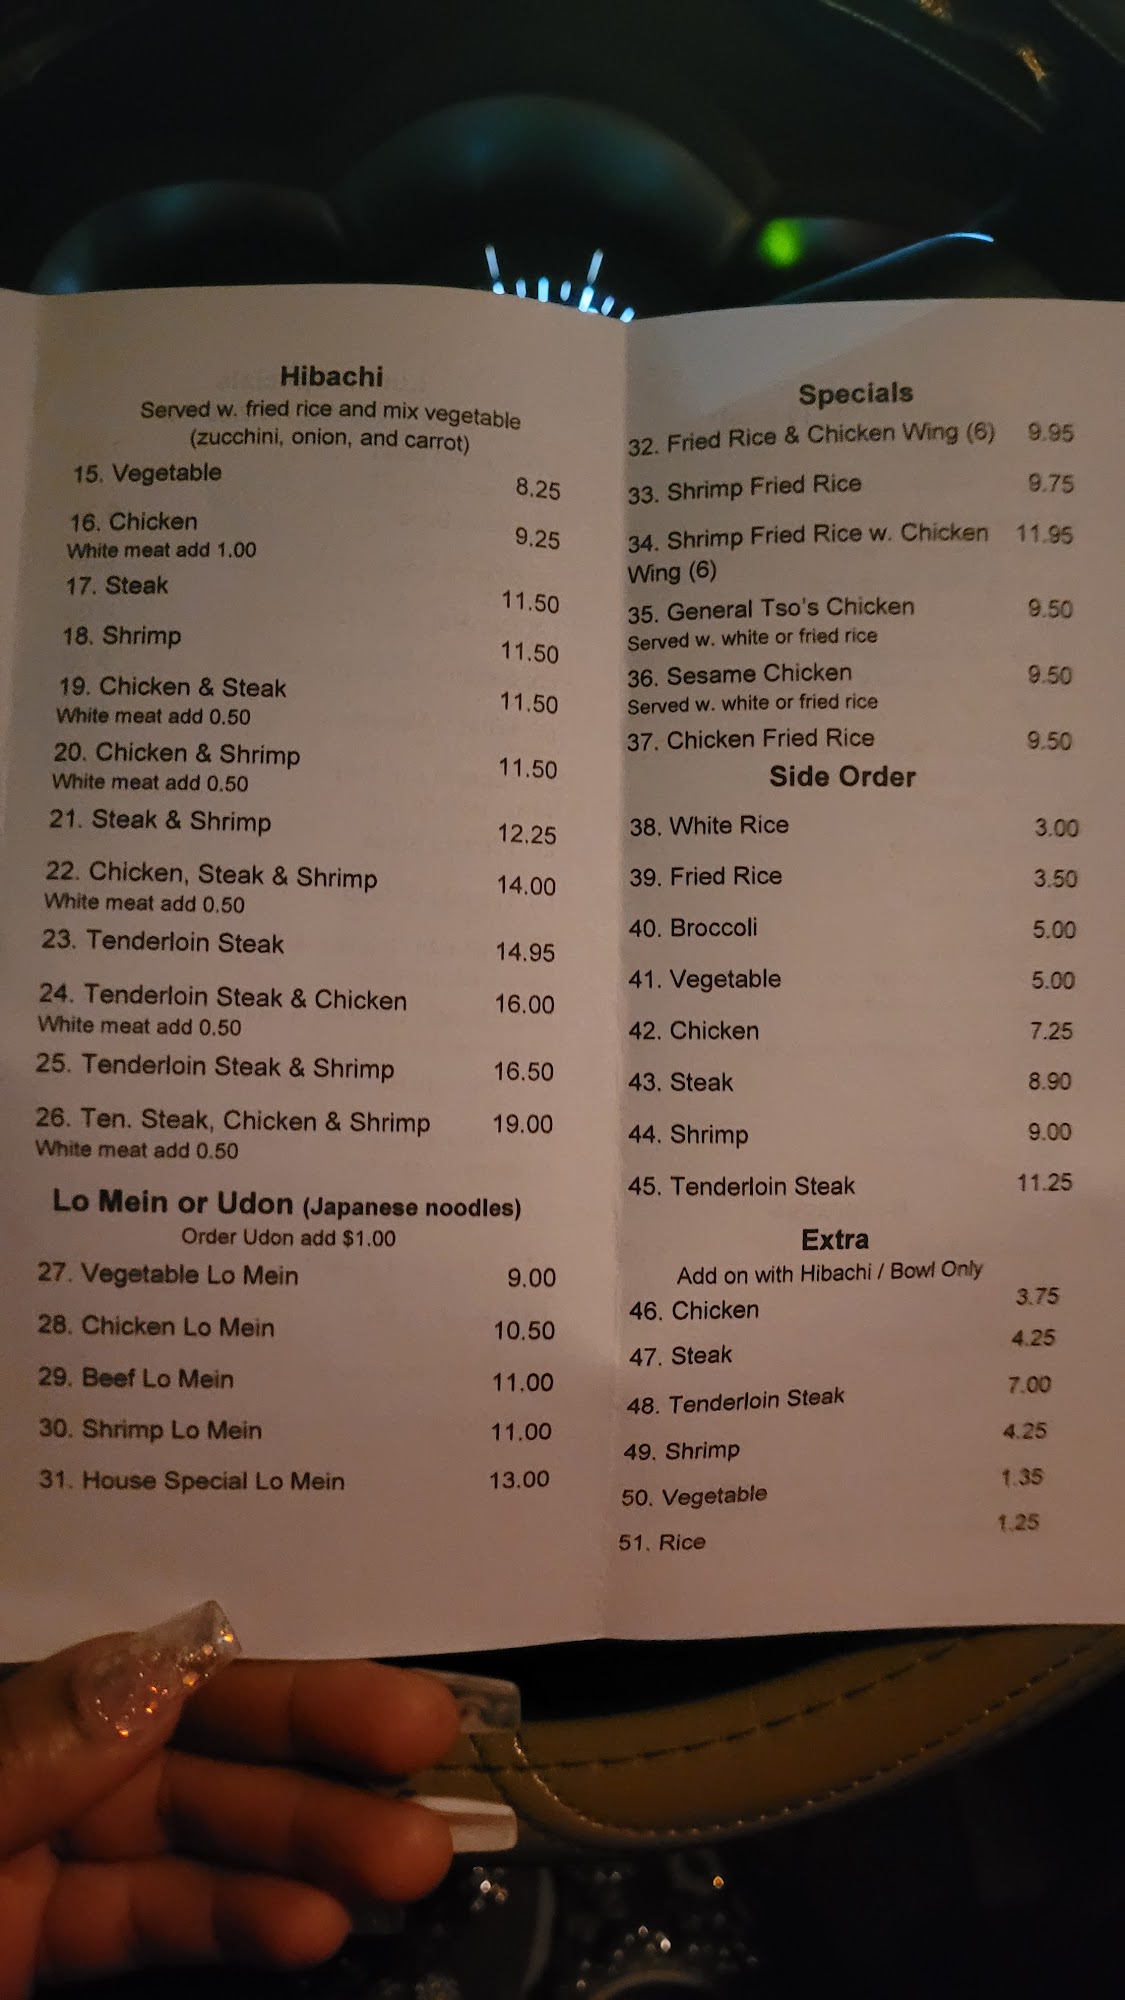 Hibachi
Served w. fried rice and mix vegetable
(zucchini, onion, and carrot)
15. Vegetable 8.25
16. Chicken 9.25
White meat add 1.00
17. Steak 11.50
18. Shrimp 11.50
19. Chicken & Steak 11.50
White meat add 0.50
20. Chicken & Shrimp 11.50
White meat add 0.50
21. Steak & Shrimp 12.25
22. Chicken, Steak & Shrimp 14.00
White meat add 0.50
23. Tenderloin Steak 14.95
24. Tenderloin Steak & Chicken 16.00
White meat add 0.50
25. Tenderloin Steak & Shrimp 16.50
26. Ten. Steak, Chicken & Shrimp 19.00
White meat add 0.50
Lo Mein or Udon (Japanese noodles)
Order Udon add $1.00
27. Vegetable Lo Mein 9.00
28. Chicken Lo Mein 10.50
29. Beef Lo Mein 11.00
30. Shrimp Lo Mein 11.00
31. House Special Lo Mein 13.00
Specials
32. Fried Rice & Chicken Wing (6) 9.95
33. Shrimp Fried Rice 9.75
34. Shrimp Fried Rice w. Chicken 11.95
Wing (6)
35. General Tso's Chicken 9.50
Served w. white or fried rice
36. Sesame Chicken 9.50
Served w. white or fried rice
37. Chicken Fried Rice 9.50
Side Order
38. White Rice 3.00
39. Fried Rice 3.50
40. Broccoli 5.00
41. Vegetable 5.00
42. Chicken 7.25
43. Steak 8.90
44. Shrimp 9.00
45. Tenderloin Steak 11.25
Extra
Add on with Hibachi / Bowl Only
46. Chicken 3.75
47. Steak 4.25
48. Tenderloin Steak 7.00
49. Shrimp 4.25
50. Vegetable 1.35
51. Rice 1.25